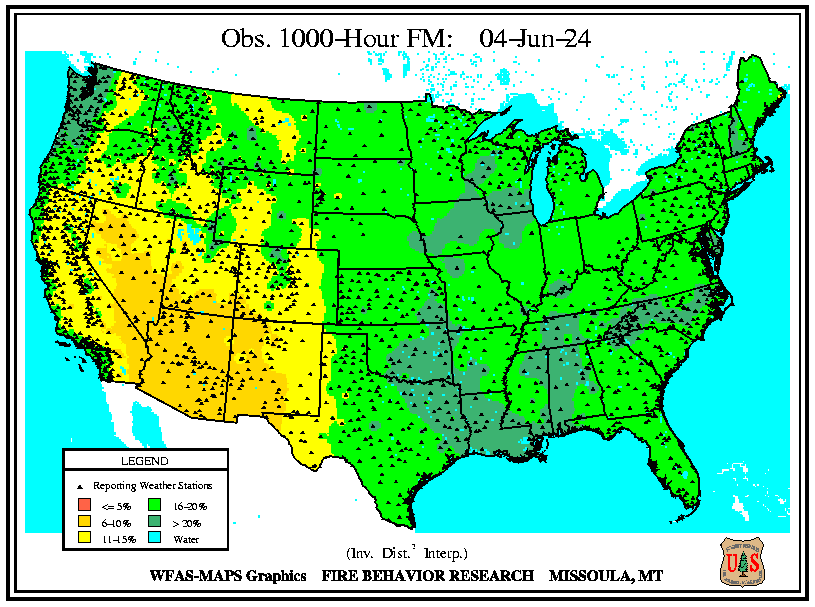 Obs. 1000-Hour FM: 04-Jun-24
LEGEND
Reporting Weather Stations
<= 5%
16-20%
6-10%
> 20%
11-15%
Water
(Inv. Dist.² Interp.)
WFAS-MAPS Graphics FIRE BEHAVIOR RESEARCH MISSOULA, MT
U S